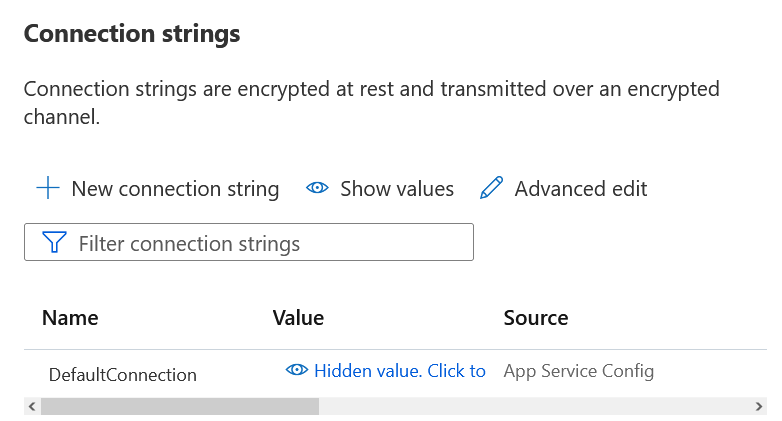 Connection strings
Connection strings are encrypted at rest and transmitted over an encrypted
channel.
New connection string Show values Advanced edit
Filter connection strings
Name Value Source
DefaultConnection Hidden value. Click to App Service Config